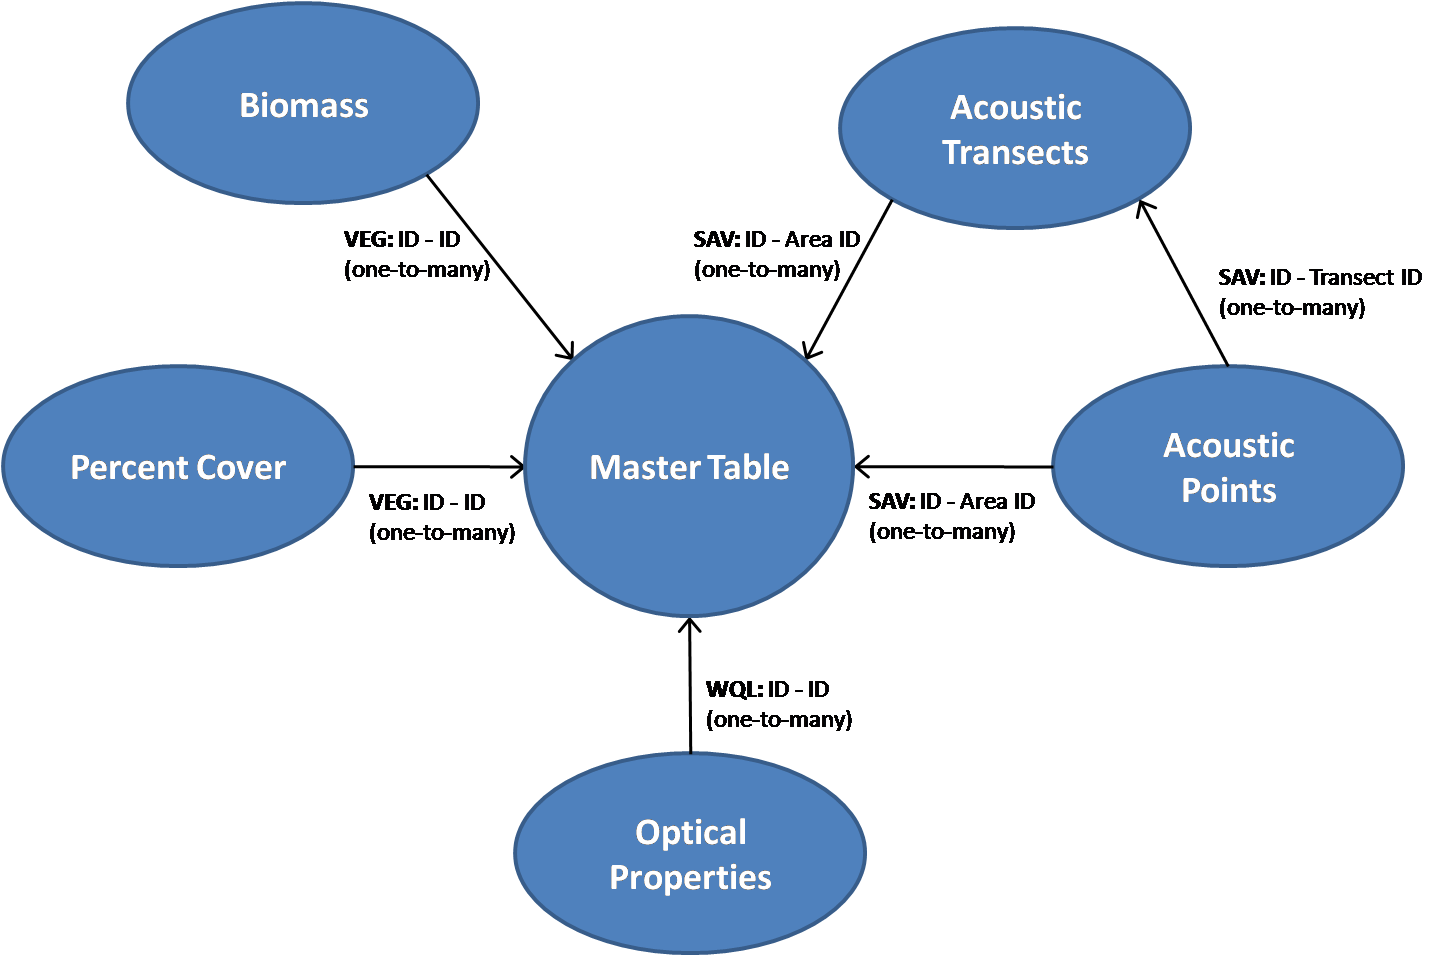 Biomass
Acoustic
Transects
VEG: ID - ID
(one-to-many)
SAV: ID - Area ID
(one-to-many)
SAV: ID - Transect ID
(one-to-many)
Percent Cover
VEG: ID - ID
(one-to-many)
Master Table
SAV: ID - Area ID
(one-to-many)
Acoustic
Points
WQL: ID - ID
(one-to-many)
Optical
Properties